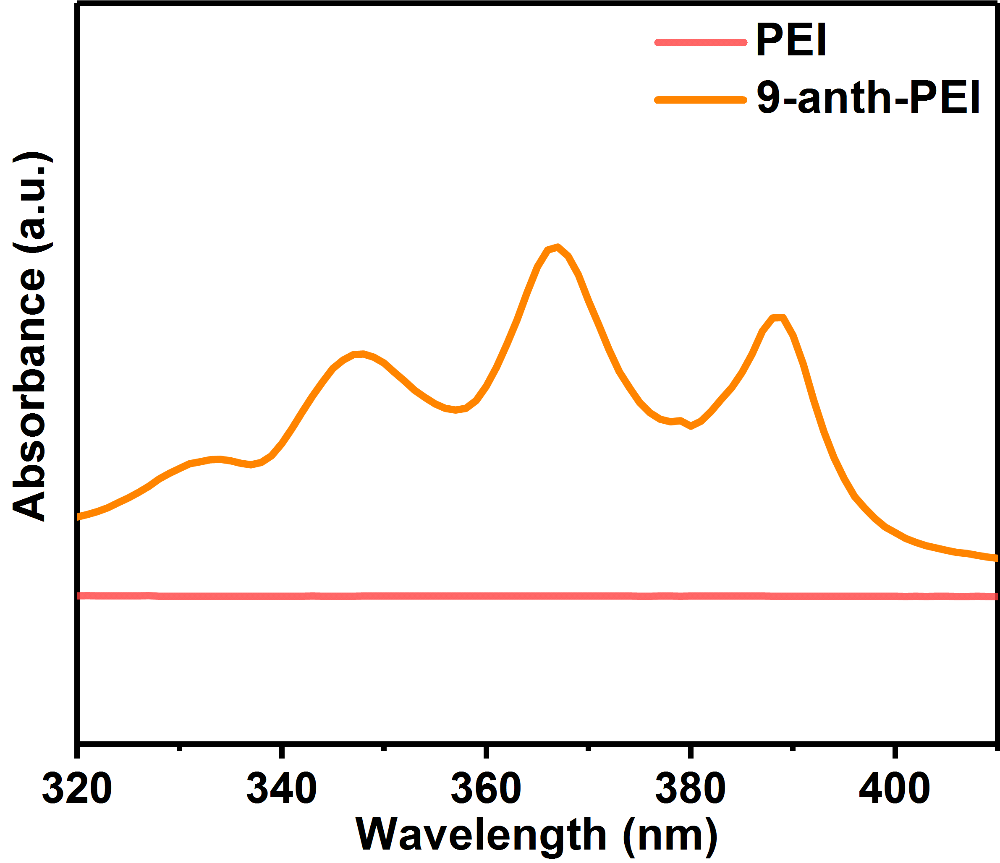 PEI
9-anth-PEI
Absorbance (a.u.)
320 340 360 380 400
Wavelength (nm)